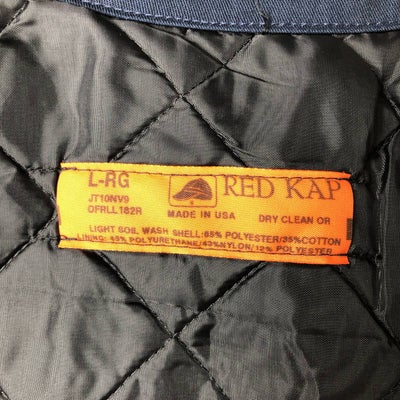 L-RG
RED KAP
JT10NV9
OFRLL182R
MADE IN USA
DRY CLEAN OR
LIGHT SOIL WASH SHELL:65% POLYESTER/35%COTTON
LINING: 45% POLYURETHANE/43%NYLON/12% POLYESTER